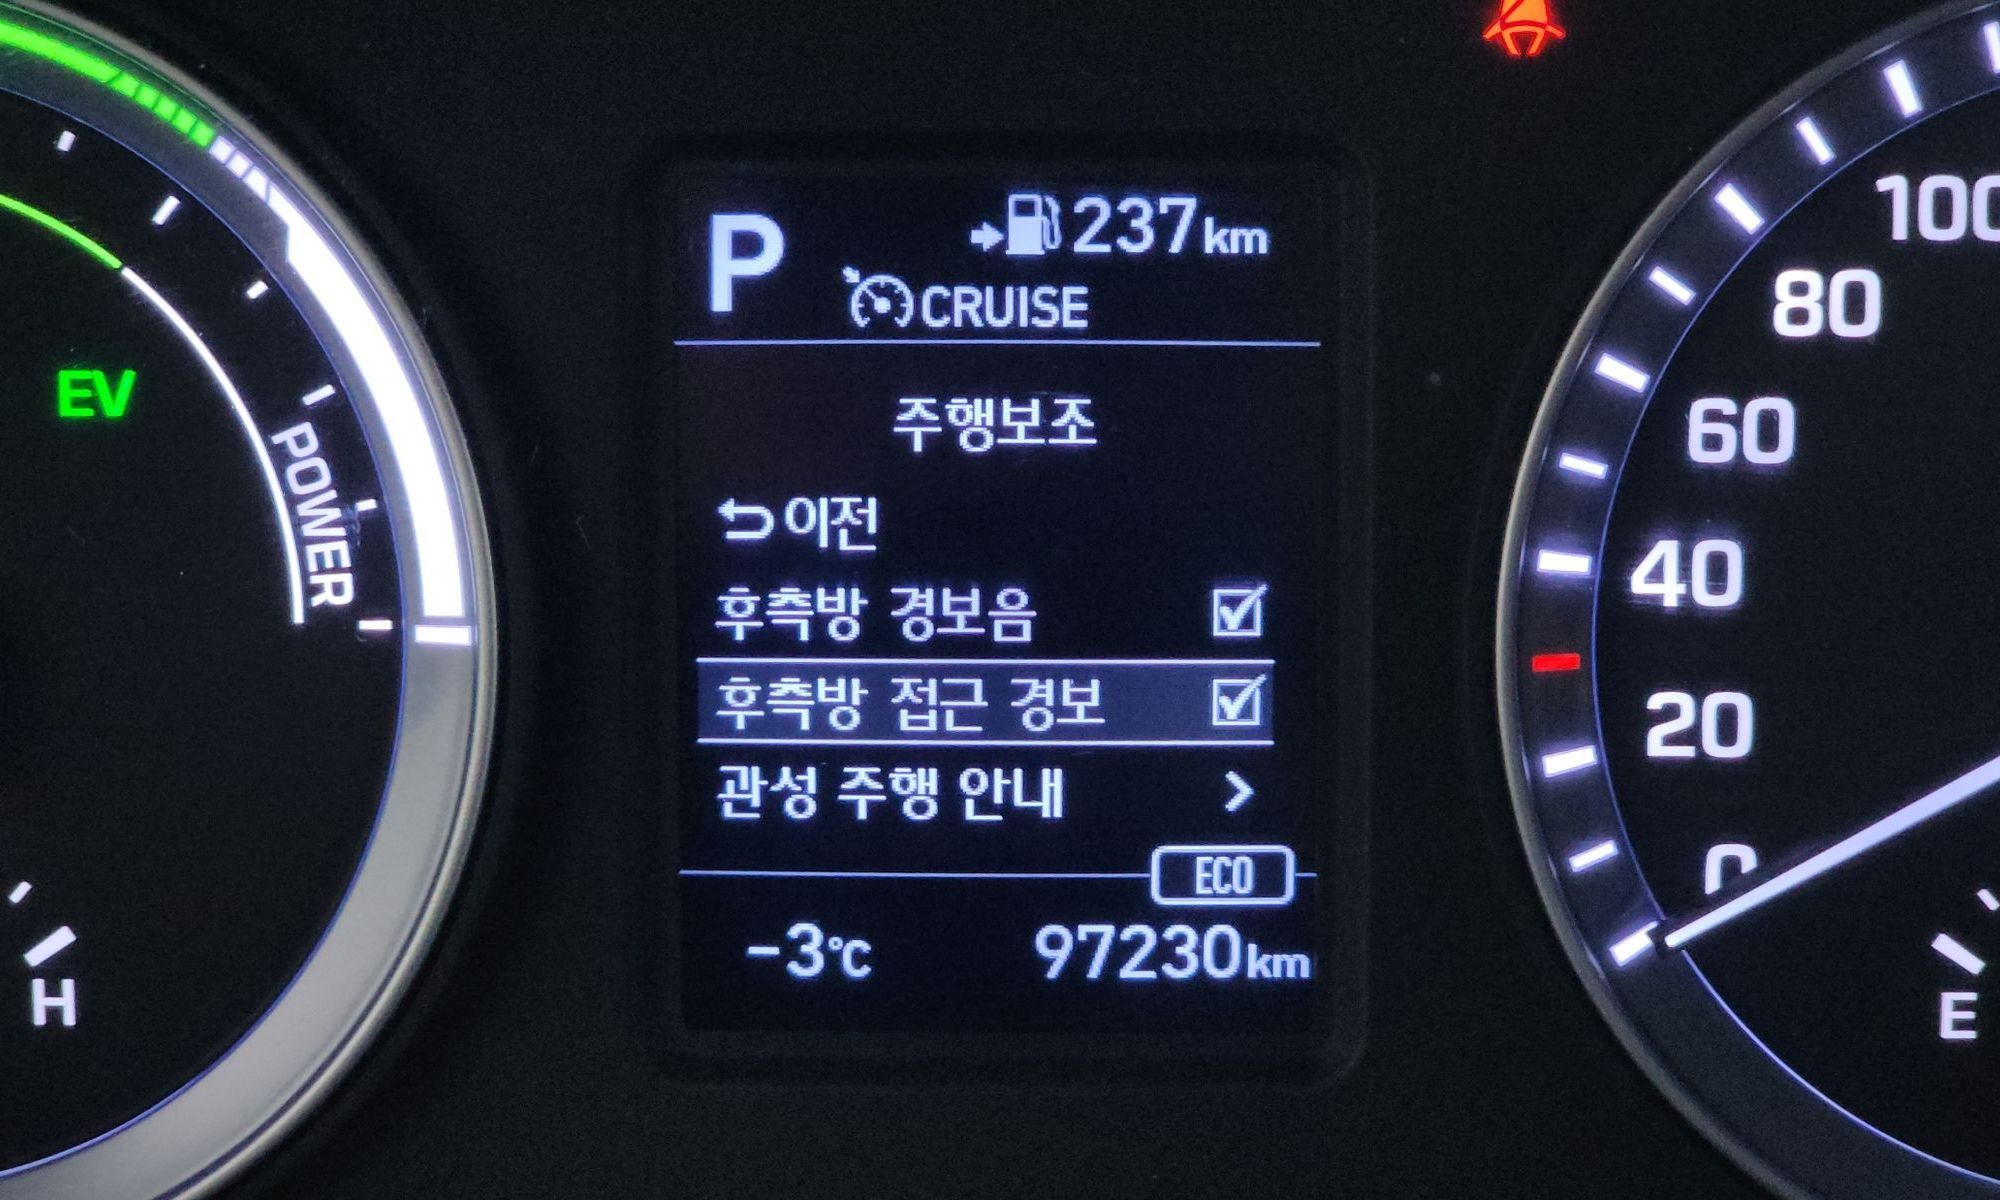 P
237km
CRUISE
주행보조
이전
후측방 경보음
후측방 접근 경보
관성 주행 안내
ECO
-3℃
97230km
EV
POWER
H
100
80
60
40
20
0
E